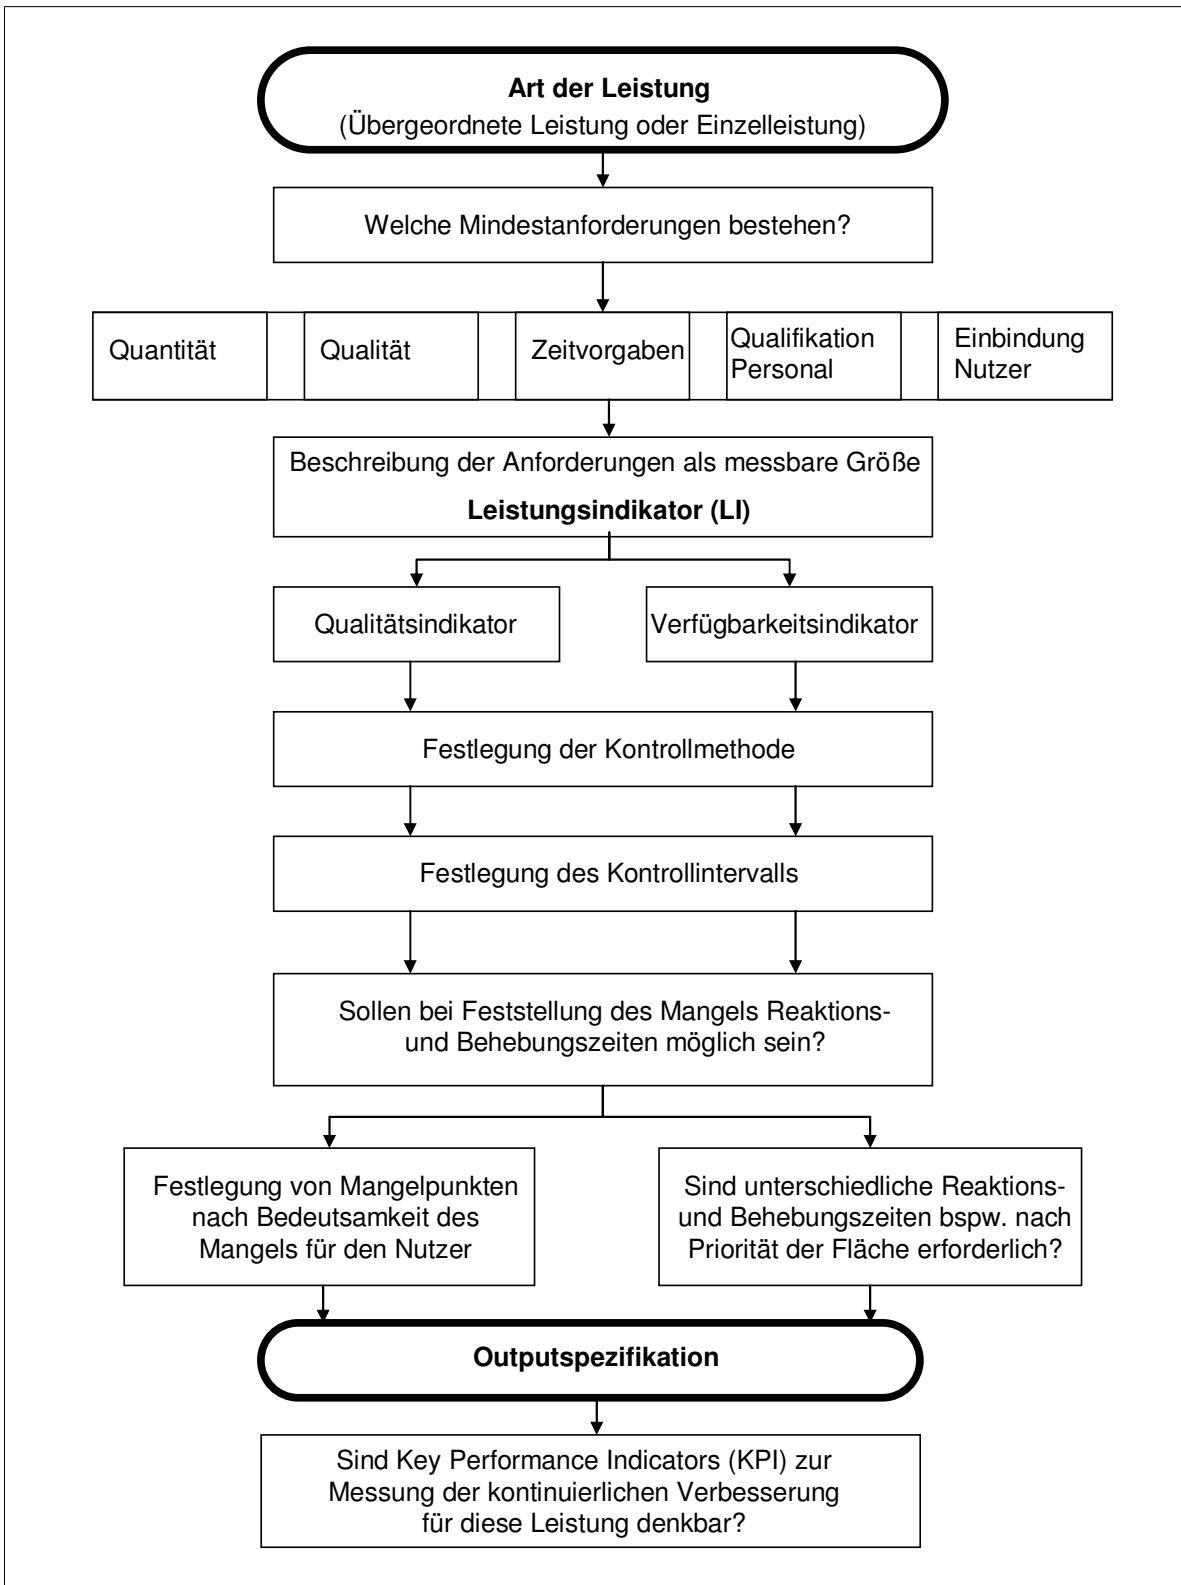 Art der Leistung
(Übergeordnete Leistung oder Einzelleistung)
Welche Mindestanforderungen bestehen?
Quantität
Qualität
Zeitvorgaben
Qualifikation
Personal
Einbindung
Nutzer
Beschreibung der Anforderungen als messbare Größe
Leistungsindikator (LI)
Qualitätsindikator
Verfügbarkeitsindikator
Festlegung der Kontrollmethode
Festlegung des Kontrollintervalls
Sollen bei Feststellung des Mangels Reaktions-
und Behebungszeiten möglich sein?
Festlegung von Mangelpunkten
nach Bedeutsamkeit des
Mangels für den Nutzer
Sind unterschiedliche Reaktions-
und Behebungszeiten bspw. nach
Priorität der Fläche erforderlich?
Outputspezifikation
Sind Key Performance Indicators (KPI) zur
Messung der kontinuierlichen Verbesserung
für diese Leistung denkbar?